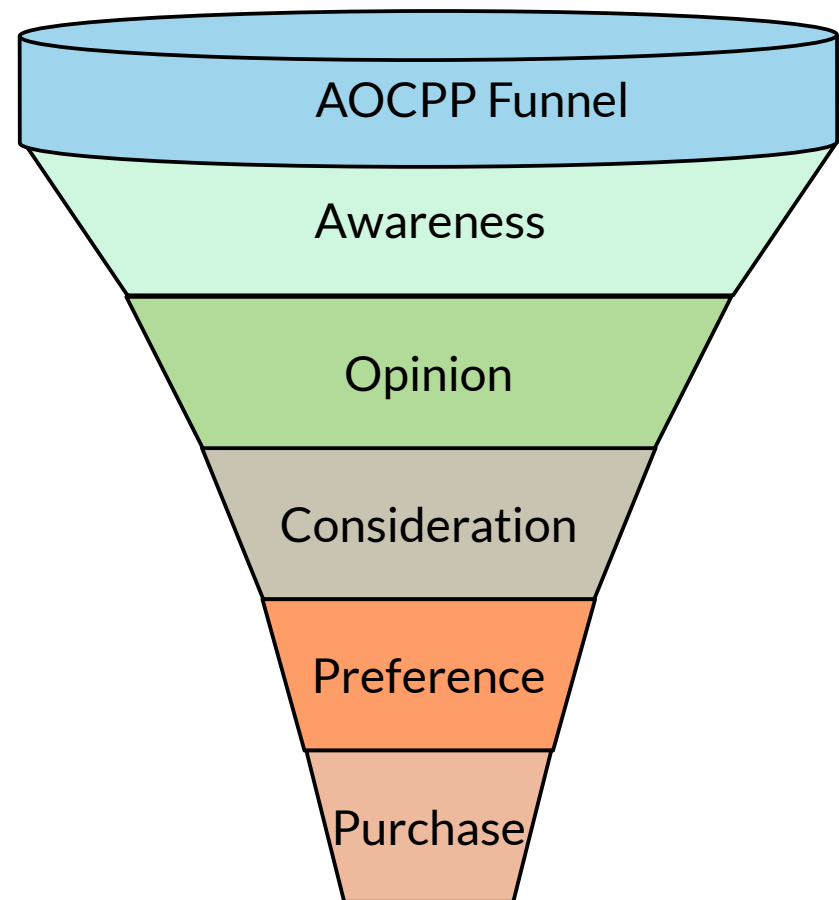 AOCPP Funnel
Awareness
Opinion
Consideration
Preference
Purchase